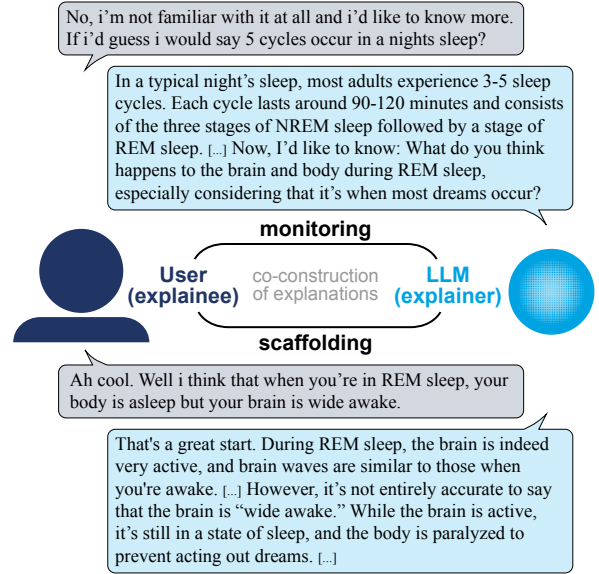 No, i'm not familiar with it at all and i'd like to know more.
If i'd guess i would say 5 cycles occur in a nights sleep?
In a typical night's sleep, most adults experience 3-5 sleep
cycles. Each cycle lasts around 90-120 minutes and consists
of the three stages of NREM sleep followed by a stage of
REM sleep. [...] Now, I'd like to know: What do you think
happens to the brain and body during REM sleep,
especially considering that it's when most dreams occur?
monitoring
User
(explainee)
co-construction
of explanations
LLM
(explainer)
scaffolding
Ah cool. Well i think that when you're in REM sleep, your
body is asleep but your brain is wide awake.
That's a great start. During REM sleep, the brain is indeed
very active, and brain waves are similar to those when
you're awake. [...] However, it's not entirely accurate to say
that the brain is “wide awake.” While the brain is active,
it's still in a state of sleep, and the body is paralyzed to
prevent acting out dreams. [...]